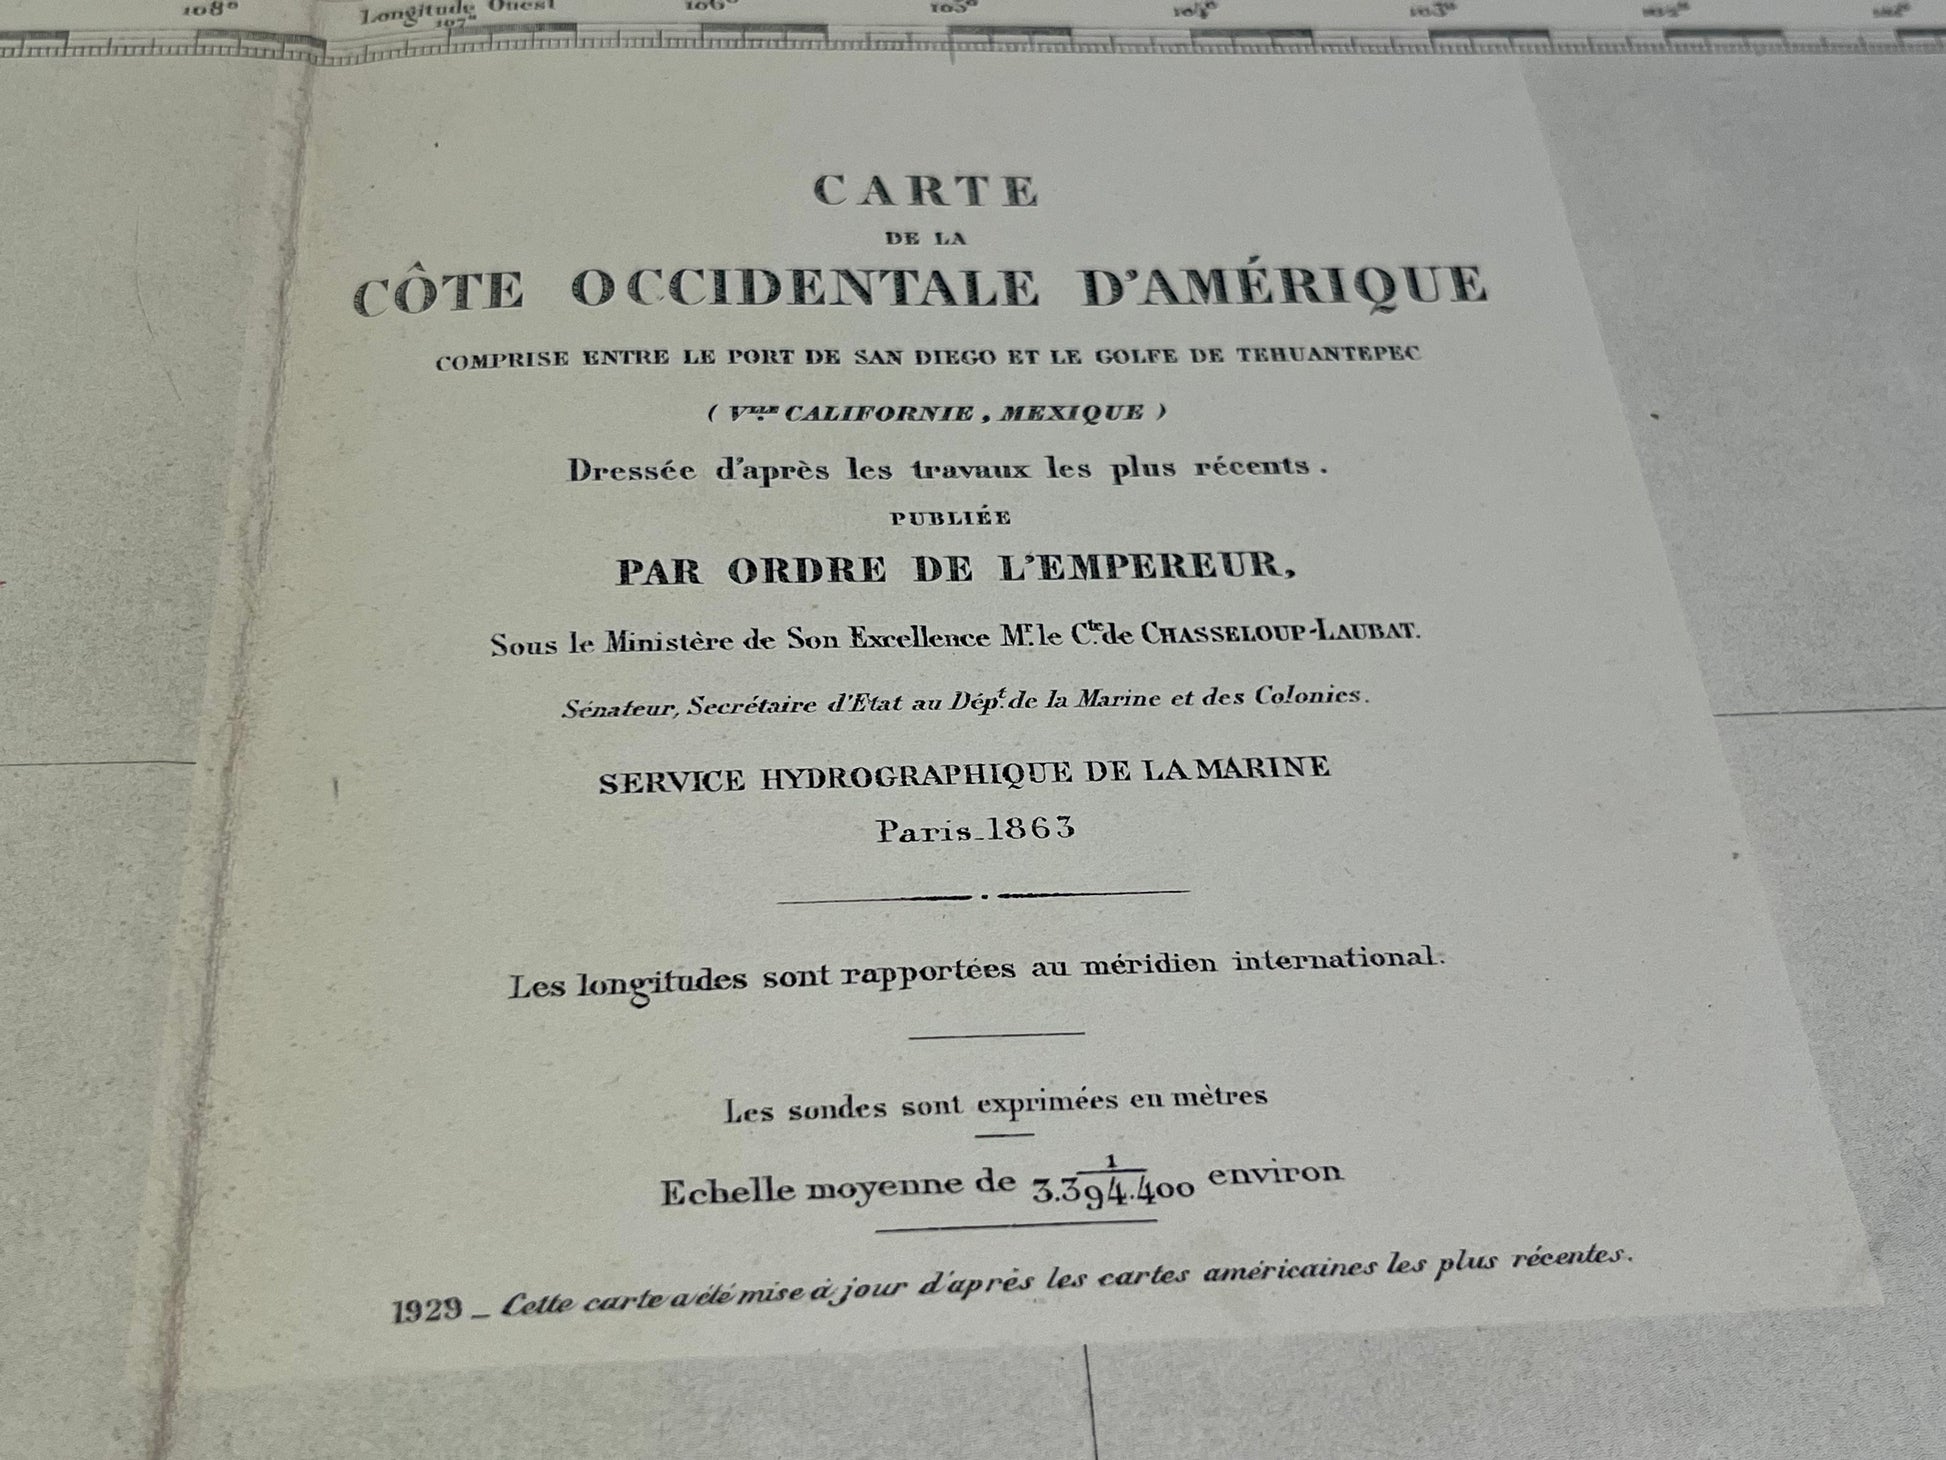 108° Longitude Ouest 106° 105° 104° 103° 102°
107°
CARTE
DE LA
CÔTE OCCIDENTALE D'AMÉRIQUE
COMPRISE ENTRE LE PORT DE SAN DIEGO ET LE GOLFE DE TEHUANTEPEC
( VILLE CALIFORNIE, MEXIQUE )
Dressée d'après les travaux les plus récents.
PUBLIÉE
PAR ORDRE DE L'EMPEREUR,
Sous le Ministère de Son Excellence Mr. le Cte. de CHASSELOUP-LAUBAT.
Sénateur, Secrétaire d'Etat au Dépt. de la Marine et des Colonies.
SERVICE HYDROGRAPHIQUE DE LA MARINE
Paris_1863
Les longitudes sont rapportées au méridien international.
Les sondes sont exprimées en mètres
Echelle moyenne de 1/3.394.400 environ
1929 _ Cette carte a été mise à jour d'après les cartes américaines les plus récentes.